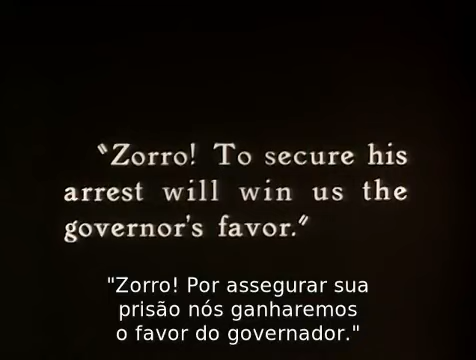 "Zorro! To secure his
arrest will win us the
governor's favor."
"Zorro! Por assegurar sua
prisão nós ganharemos
o favor do governador."